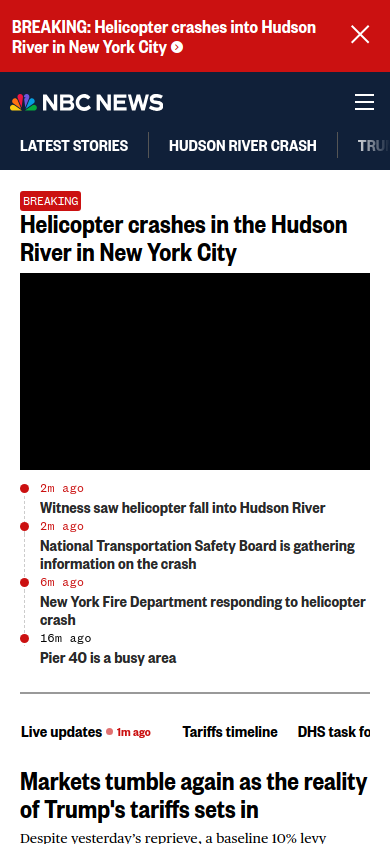 BREAKING: Helicopter crashes into Hudson
River in New York City
NBC NEWS
LATEST STORIES
HUDSON RIVER CRASH
TRU
BREAKING
Helicopter crashes in the Hudson
River in New York City
2m ago
Witness saw helicopter fall into Hudson River
2m ago
National Transportation Safety Board is gathering
information on the crash
6m ago
New York Fire Department responding to helicopter
crash
16m ago
Pier 40 is a busy area
Live updates 1m ago
Tariffs timeline
DHS task fo
Markets tumble again as the reality
of Trump's tariffs sets in
Despite yesterday’s reprieve, a baseline 10% levy